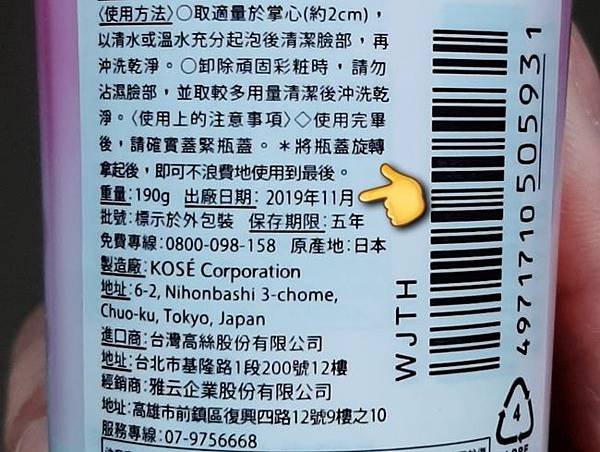 〈使用方法〉○取適量於掌心(約2cm)，
以清水或溫水充分起泡後清潔臉部，再
沖洗乾淨。○卸除頑固彩粧時，請勿
沾濕臉部，並取較多用量清潔後沖洗乾
淨。〈使用上的注意事項〉◇使用完畢
後，請確實蓋緊瓶蓋。＊將瓶蓋旋轉
拿起後，即可不浪費地使用到最後。
重量:190g 出廠日期: 2019年11月
批號:標示於外包裝 保存期限:五年
免費專線:0800-098-158 原產地:日本
製造廠:KOSÉ Corporation
地址:6-2, Nihonbashi 3-chome,
Chuo-ku, Tokyo, Japan
進口商:台灣高絲股份有限公司
地址:台北市基隆路1段200號12樓
經銷商:雅云企業股份有限公司
地址:高雄市前鎮區復興四路12號9樓之10
服務專線:07-9756668
WJTH
4971710505931
4